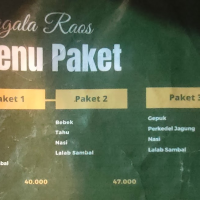 gala Raos
enu Paket
aket 1
Paket 2
Paket 3
Bebek
Tahu
Nasi
Lalab Sambal
Gepuk
Perkedel Jagung
Nasi
Lalab Sambal
bal
40.000
47.000